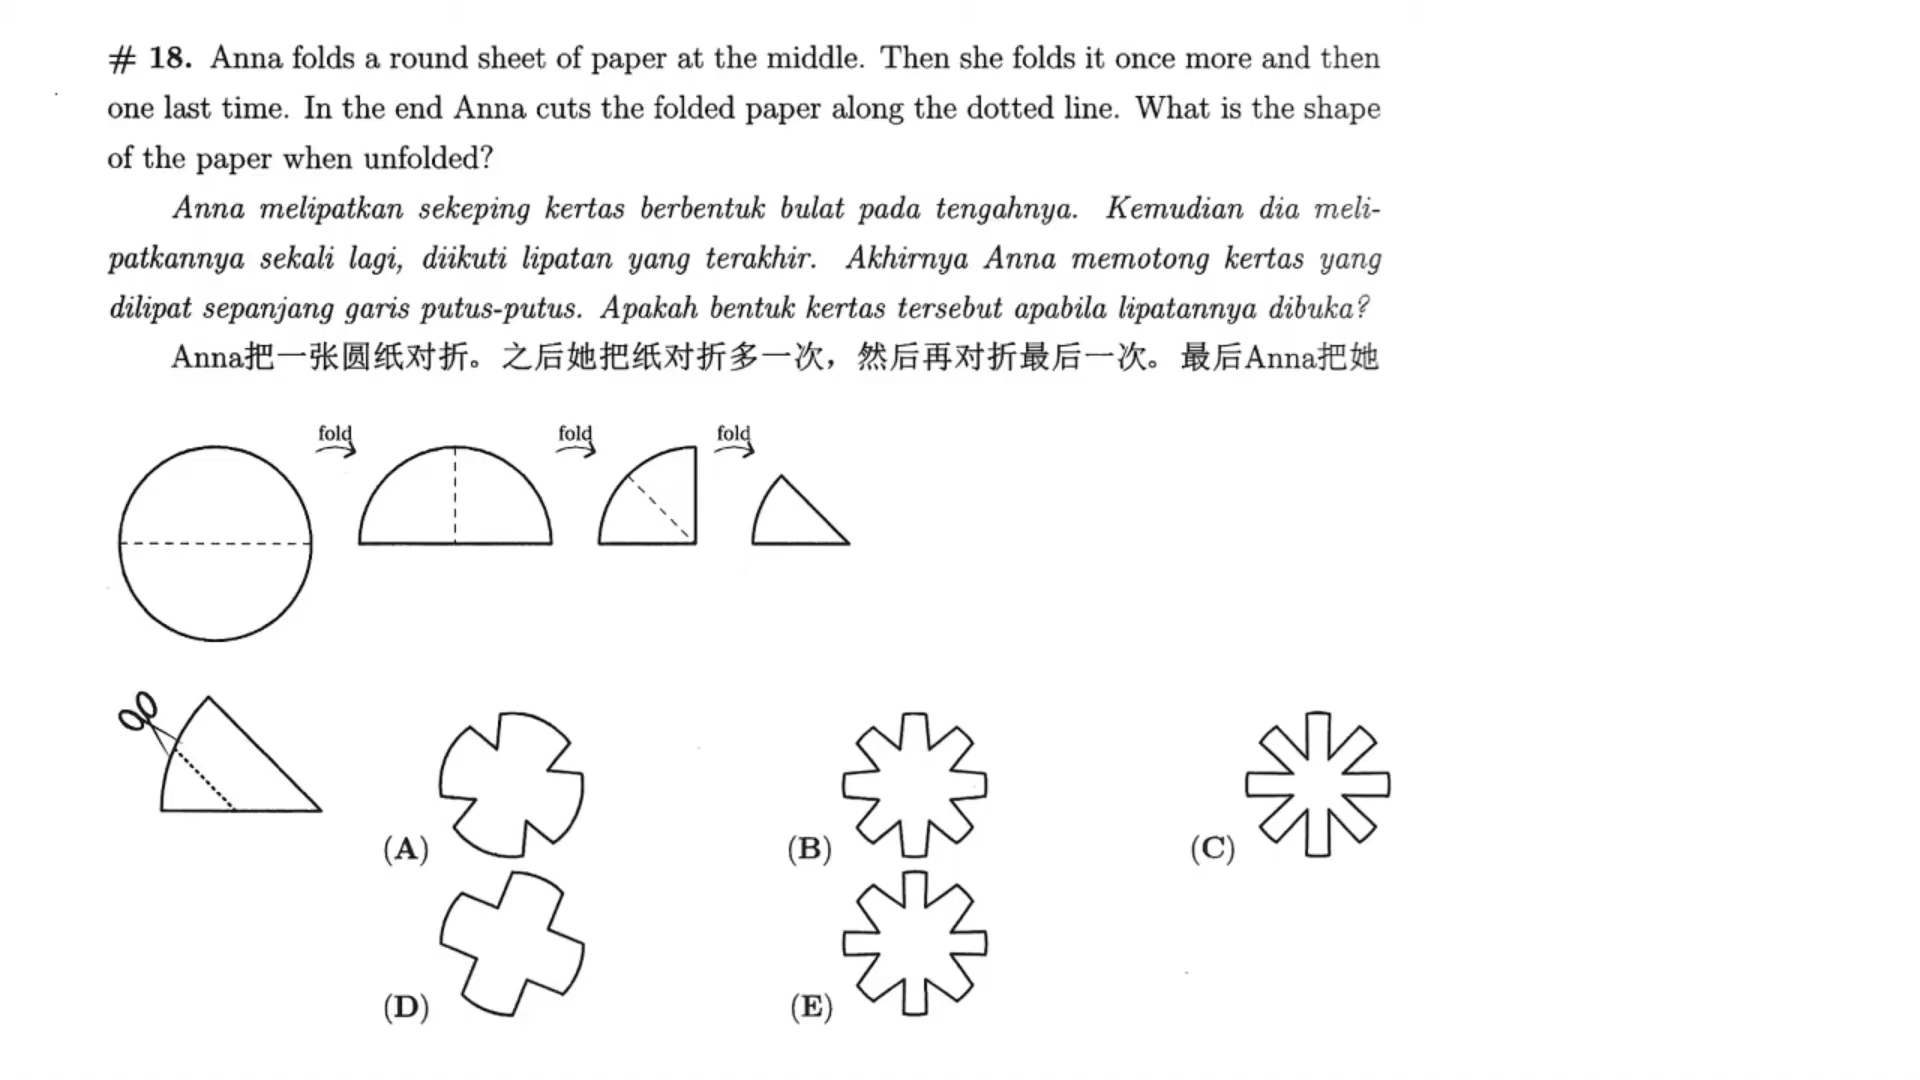 # 18. Anna folds a round sheet of paper at the middle. Then she folds it once more and then
one last time. In the end Anna cuts the folded paper along the dotted line. What is the shape
of the paper when unfolded?
Anna melipatkan sekeping kertas berbentuk bulat pada tengahnya. Kemudian dia meli-
patkannya sekali lagi, diikuti lipatan yang terakhir. Akhirnya Anna memotong kertas yang
dilipat sepanjang garis putus-putus. Apakah bentuk kertas tersebut apabila lipatannya dibuka?
Anna把一张圆纸对折。之后她把纸对折多一次，然后再对折最后一次。最后Anna把她
fold fold fold
(A) (B) (C)
(D) (E)